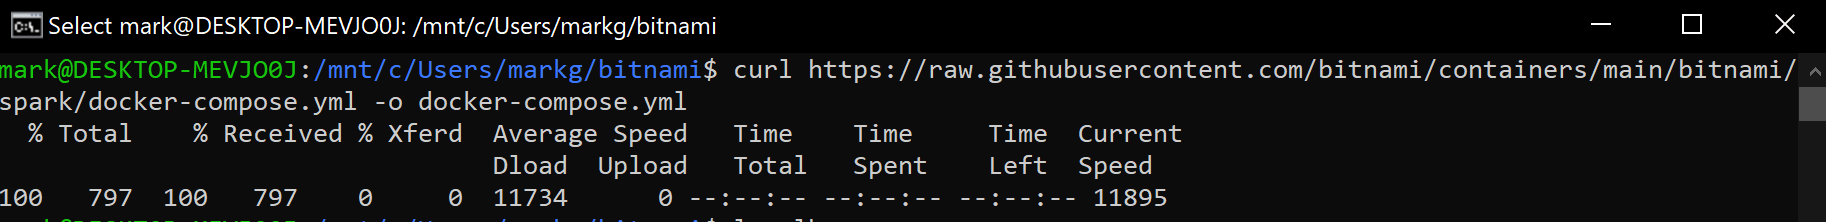 Select mark@DESKTOP-MEVJO0J: /mnt/c/Users/markg/bitnami
mark@DESKTOP-MEVJO0J:/mnt/c/Users/markg/bitnami$ curl https://raw.githubusercontent.com/bitnami/containers/main/bitnami/
spark/docker-compose.yml -o docker-compose.yml
  % Total    % Received % Xferd  Average Speed   Time    Time     Time  Current
                                 Dload  Upload   Total   Spent    Left  Speed
100   797  100   797    0     0  11734      0 --:--:-- --:--:-- --:--:-- 11895